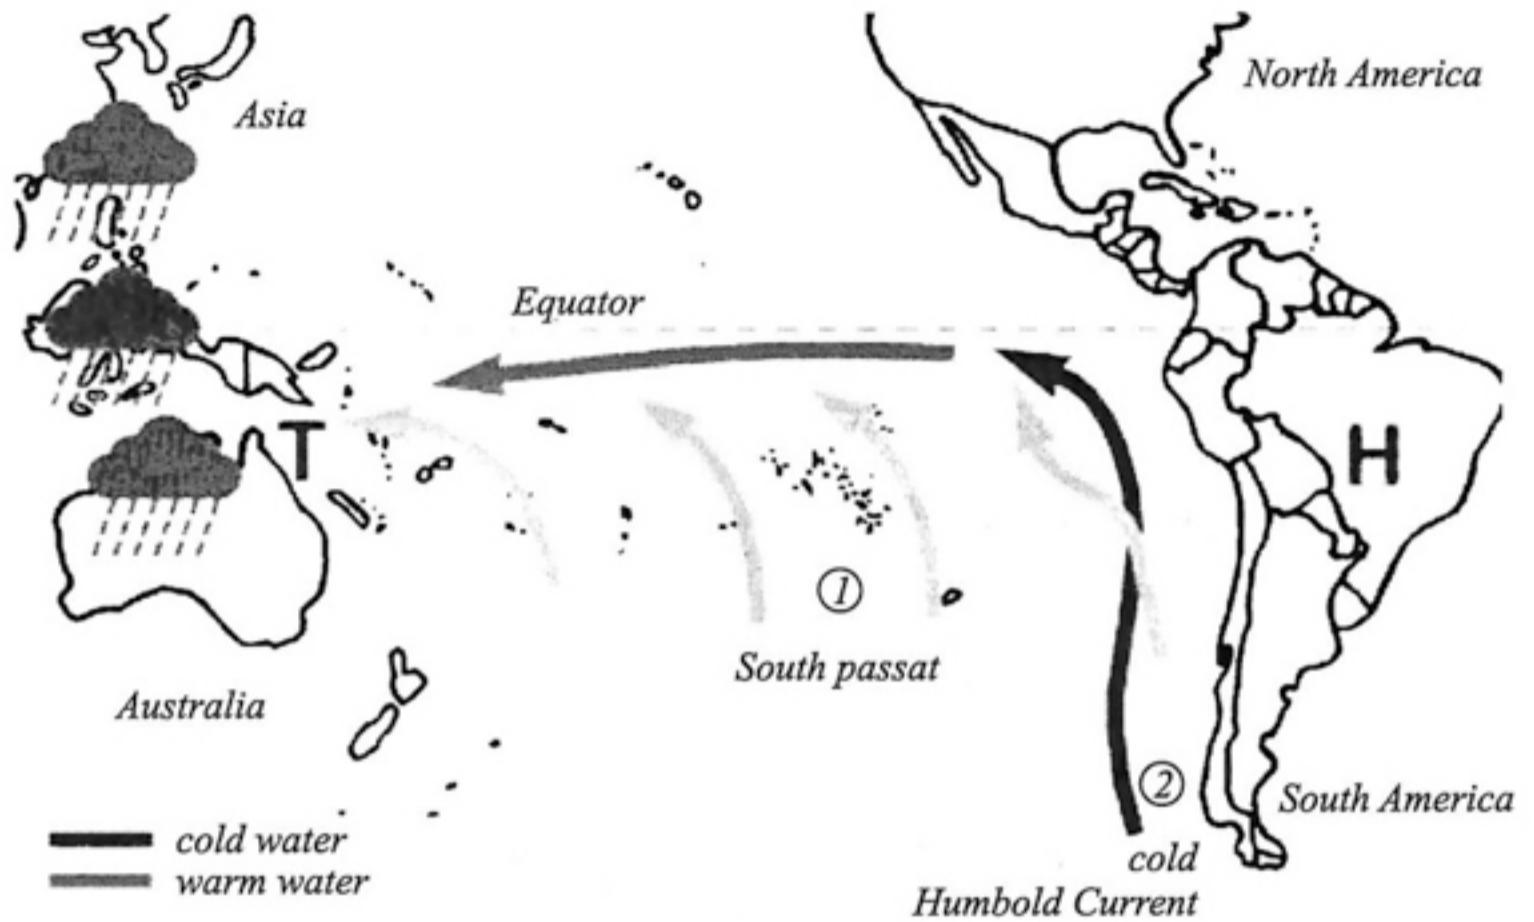 North America
Asia
Equator
T
H
①
South passat
Australia
②
South America
cold water
warm water
cold
Humbold Current